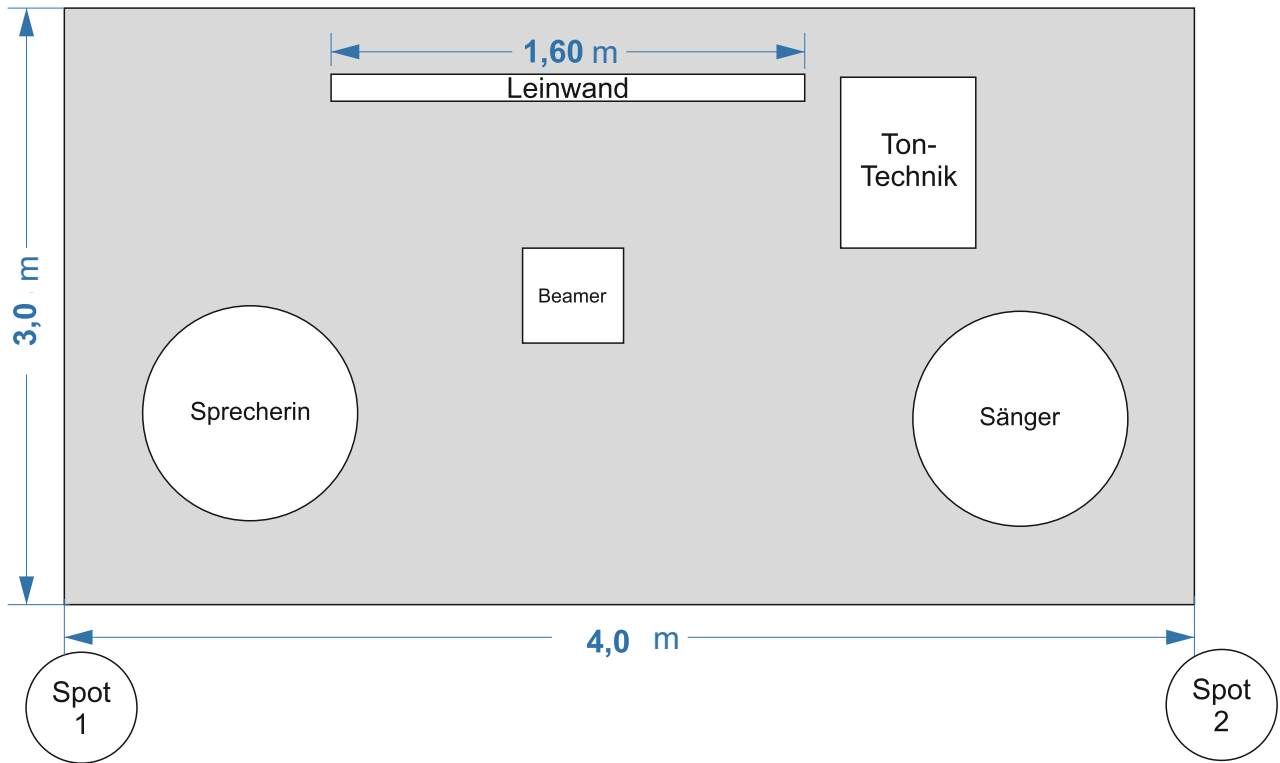 1,60 m
Leinwand
Ton-
Technik
3,0 m
Beamer
Sprecherin
Sänger
4,0 m
Spot
1
Spot
2